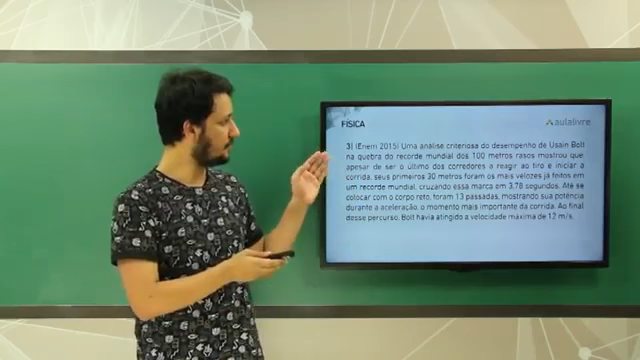 FÍSICA
aulalivre
3) (Enem 2015) Uma análise criteriosa do desempenho de Usain Bolt
na quebra do recorde mundial dos 100 metros rasos mostrou que
apesar de ser o último dos corredores a reagir ao tiro e iniciar a
corrida, seus primeiros 30 metros foram os mais velozes já feitos em
um recorde mundial, cruzando essa marca em 3,78 segundos. Até se
colocar com o corpo reto, foram 13 passadas, mostrando sua potência
durante a aceleração, o momento mais importante da corrida. Ao final
desse percurso, Bolt havia atingido a velocidade máxima de 12 m/s.